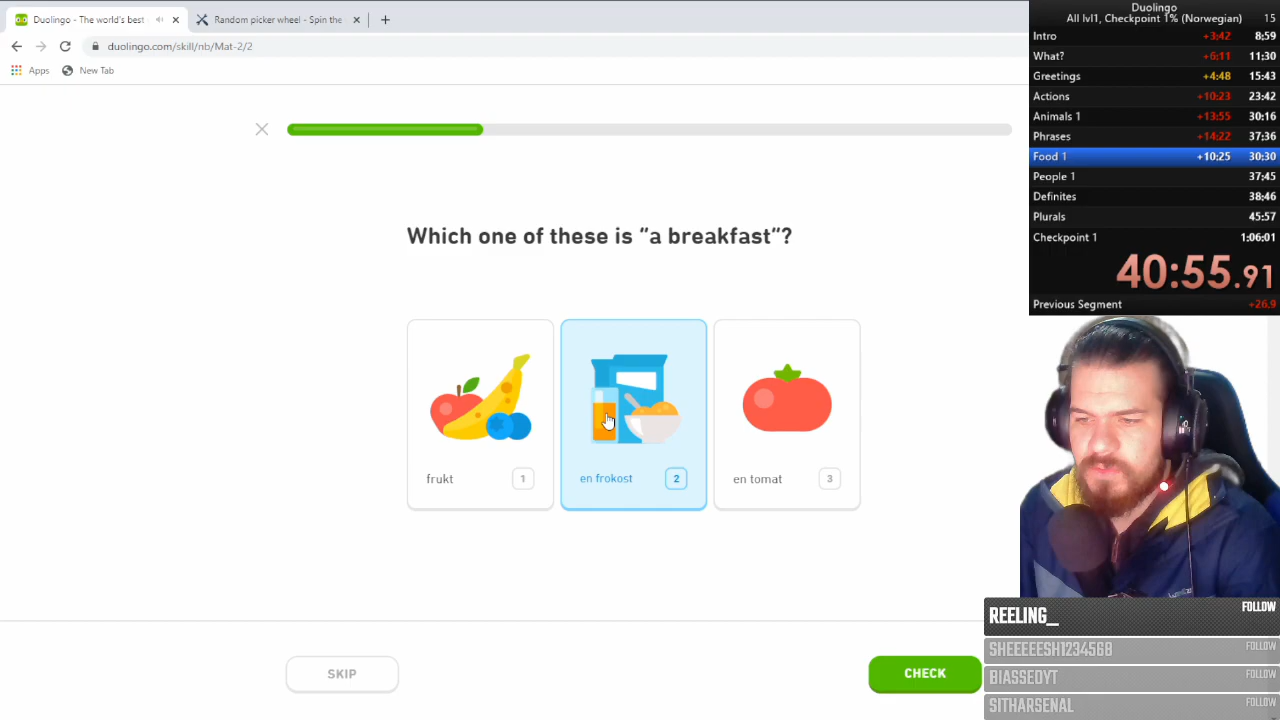 Duolingo - The world's best
Random picker wheel - Spin the
duolingo.com/skill/nb/Mat-2/2
Apps
New Tab
Which one of these is “a breakfast”?
frukt 1
en frokost 2
en tomat 3
SKIP
CHECK
Duolingo
All lvl1, Checkpoint 1% (Norwegian) 15
Intro +3:42 8:59
What? +6:11 11:30
Greetings +4:48 15:43
Actions +10:23 23:42
Animals 1 +13:55 30:16
Phrases +14:22 37:36
Food 1 +10:25 30:30
People 1 37:45
Definites 38:46
Plurals 45:57
Checkpoint 1 1:06:01
40:55.91
Previous Segment +26.9
REELING_ FOLLOW
SHEEEEESH1234568 FOLLOW
BIASSEDYT FOLLOW
SITHARSENAL FOLLOW